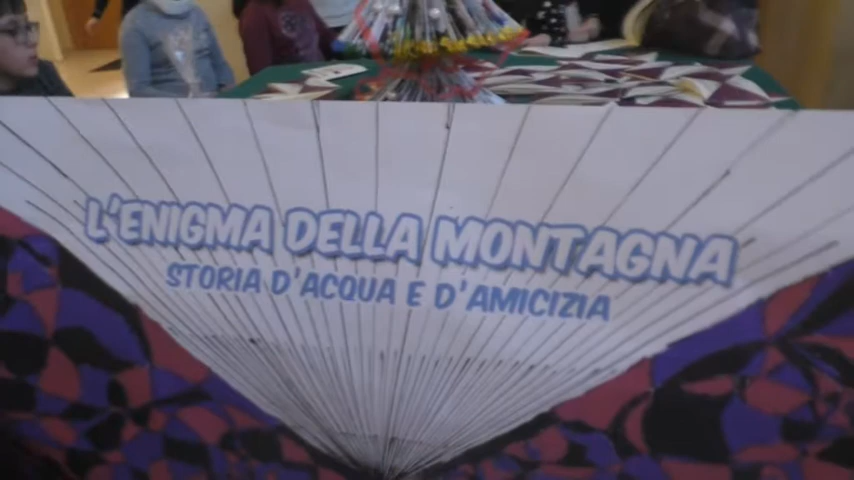 L'ENIGMA DELLA MONTAGNA
STORIA D'ACQUA E D'AMICIZIA